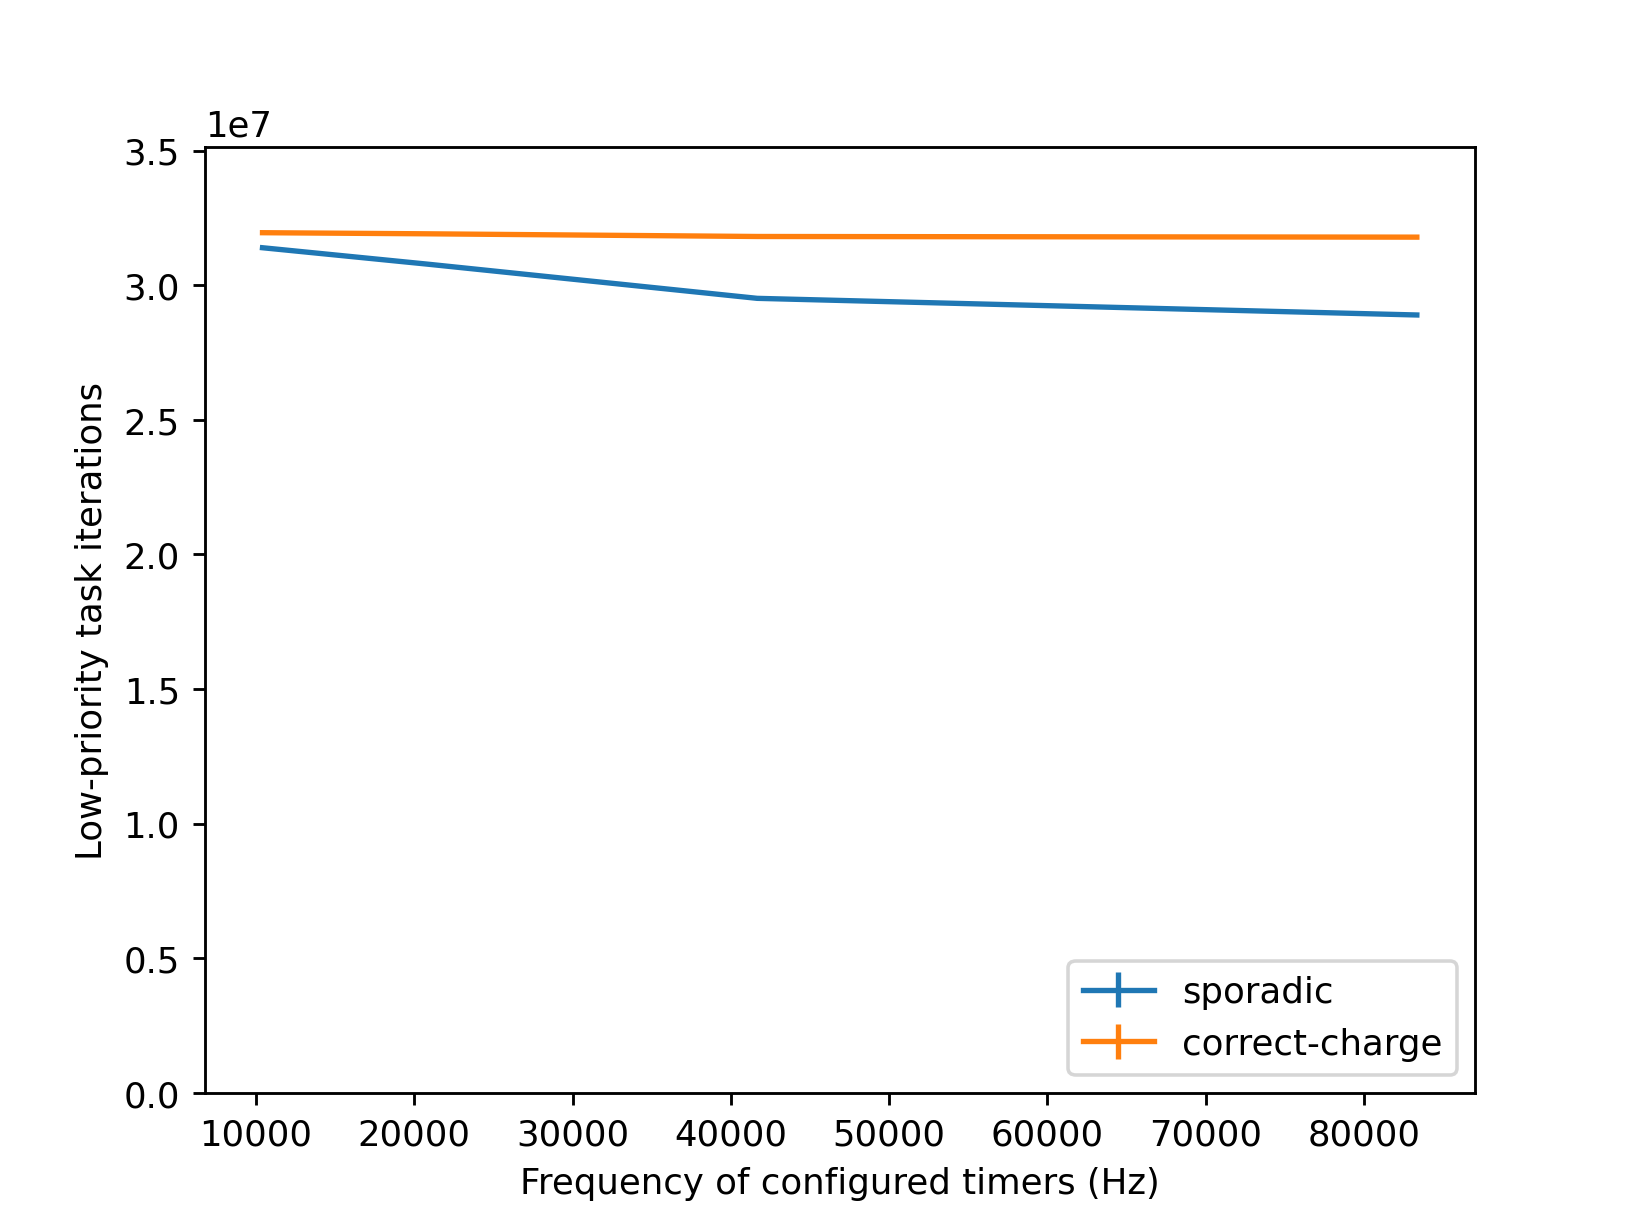 1e7
3.5
3.0
2.5
2.0
1.5
1.0
0.5
0.0
Low-priority task iterations
sporadic
correct-charge
10000 20000 30000 40000 50000 60000 70000 80000
Frequency of configured timers (Hz)